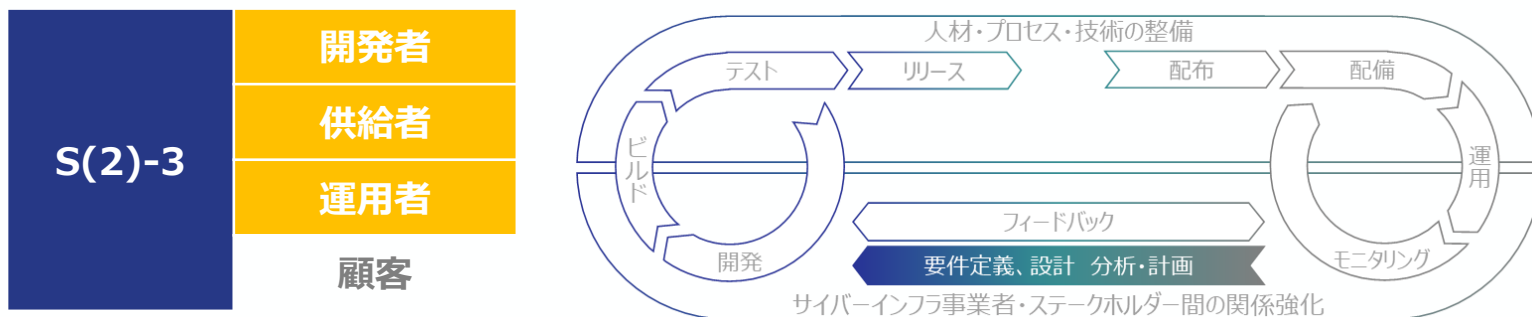 S(2)-3
開発者
供給者
運用者
顧客
人材・プロセス・技術の整備
テスト
リリース
配布
配備
ビルド
運用
フィードバック
開発
要件定義、設計 分析・計画
モニタリング
サイバーインフラ事業者・ステークホルダー間の関係強化